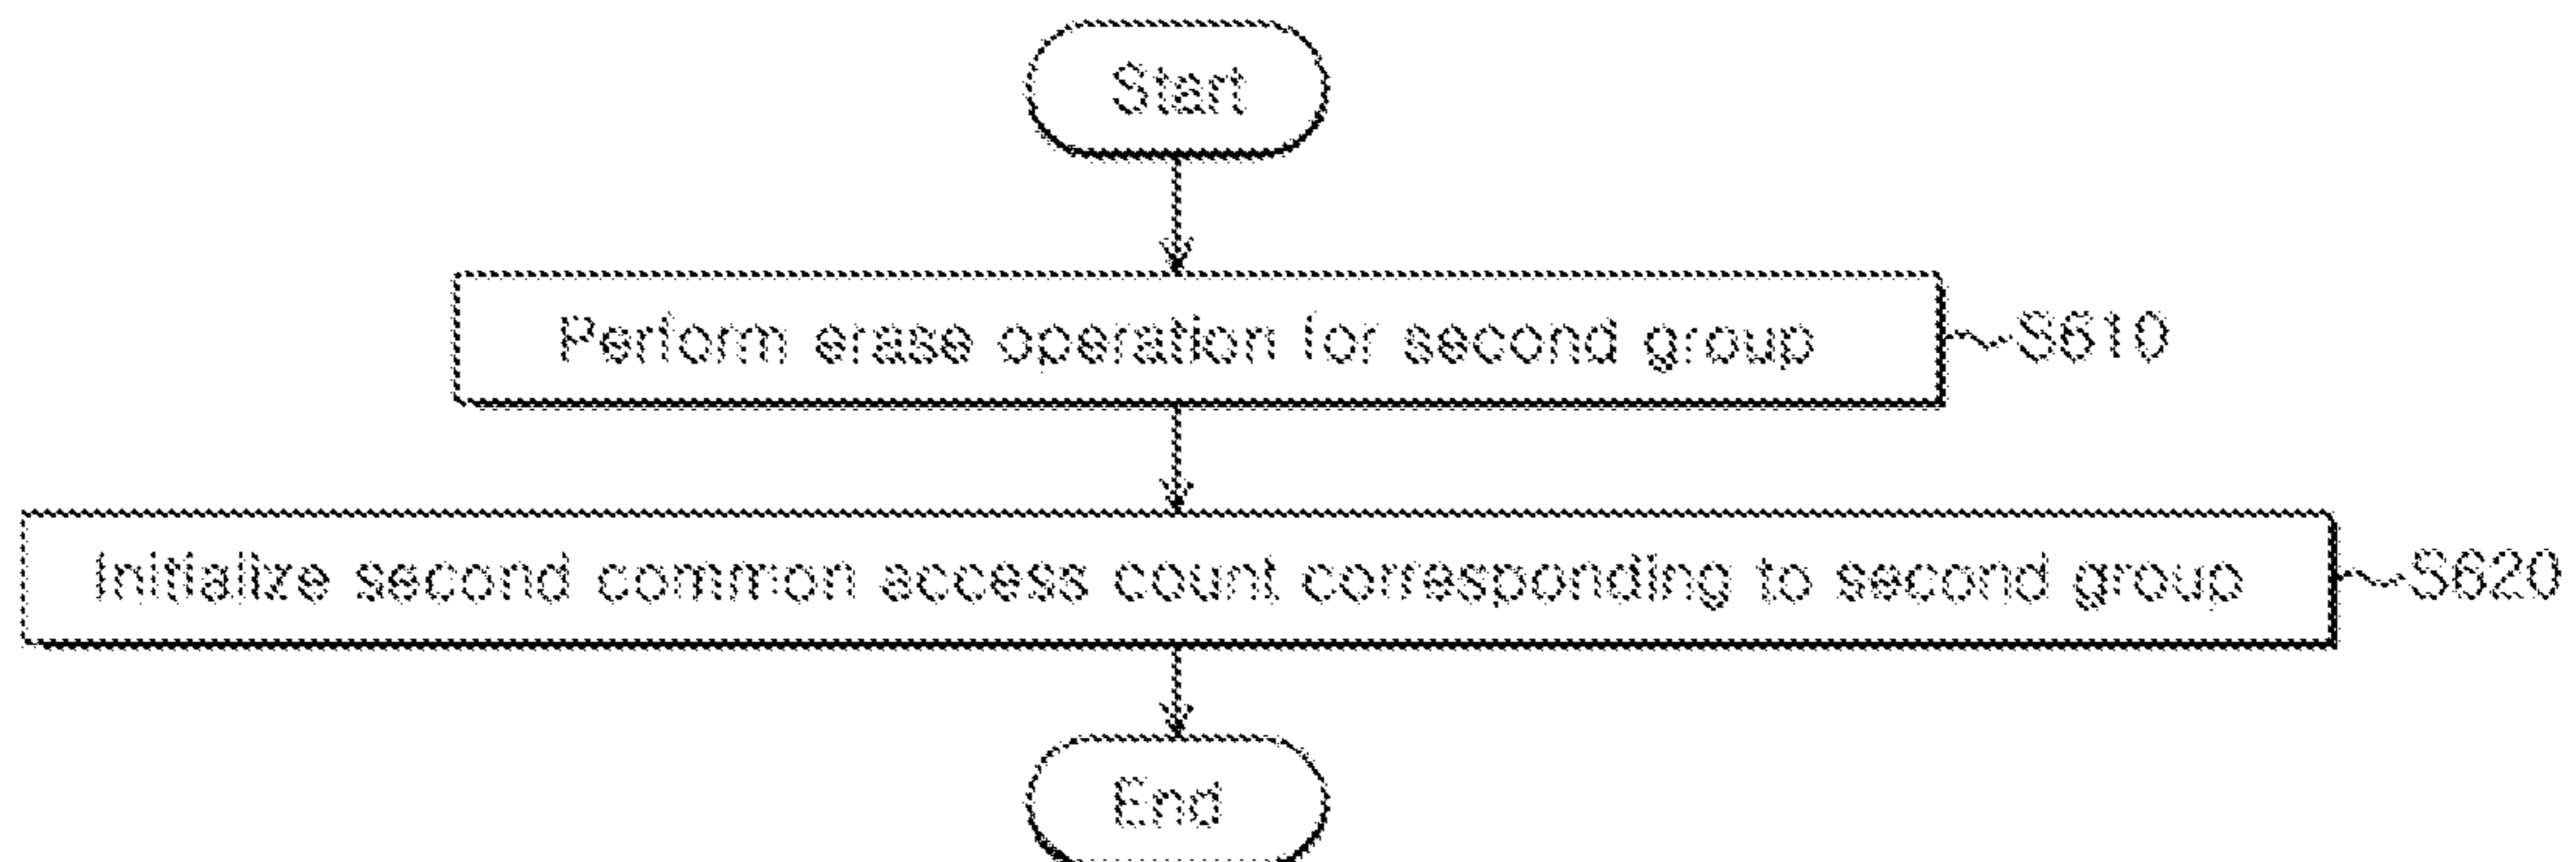 Start
Perform erase operation for second group
S610
Initialize second common access count corresponding to second group
S620
End